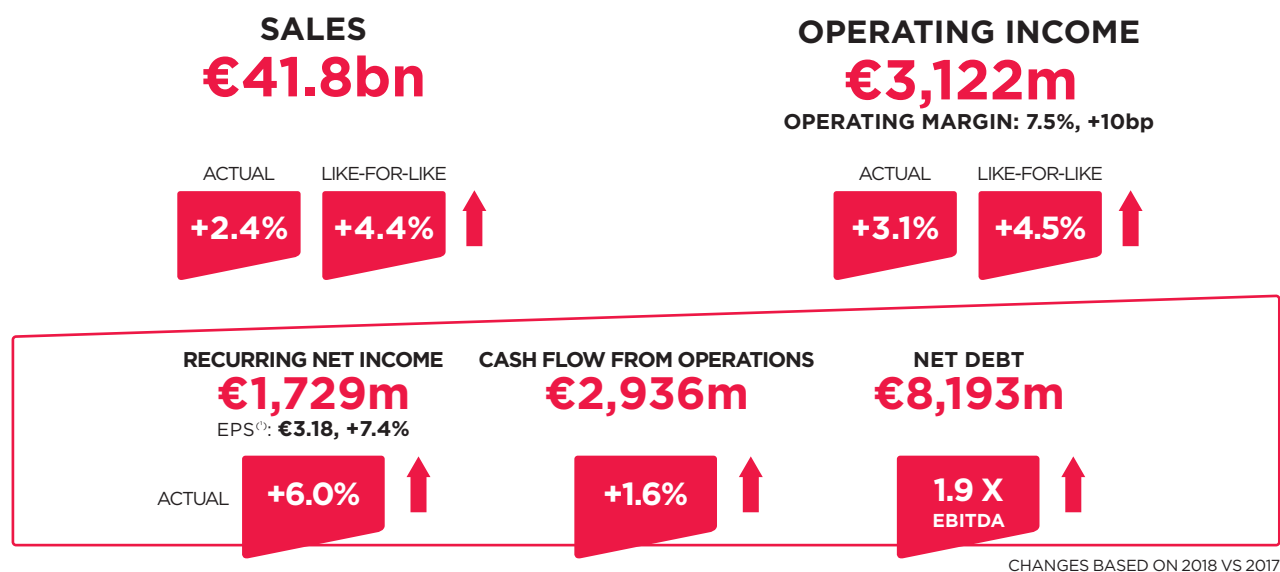 SALES
€41.8bn
ACTUAL
LIKE-FOR-LIKE
+2.4%
+4.4%
OPERATING INCOME
€3,122m
OPERATING MARGIN: 7.5%, +10bp
ACTUAL
LIKE-FOR-LIKE
+3.1%
+4.5%
RECURRING NET INCOME
€1,729m
EPS⁽¹⁾: €3.18, +7.4%
ACTUAL
+6.0%
CASH FLOW FROM OPERATIONS
€2,936m
+1.6%
NET DEBT
€8,193m
1.9 X
EBITDA
CHANGES BASED ON 2018 VS 2017